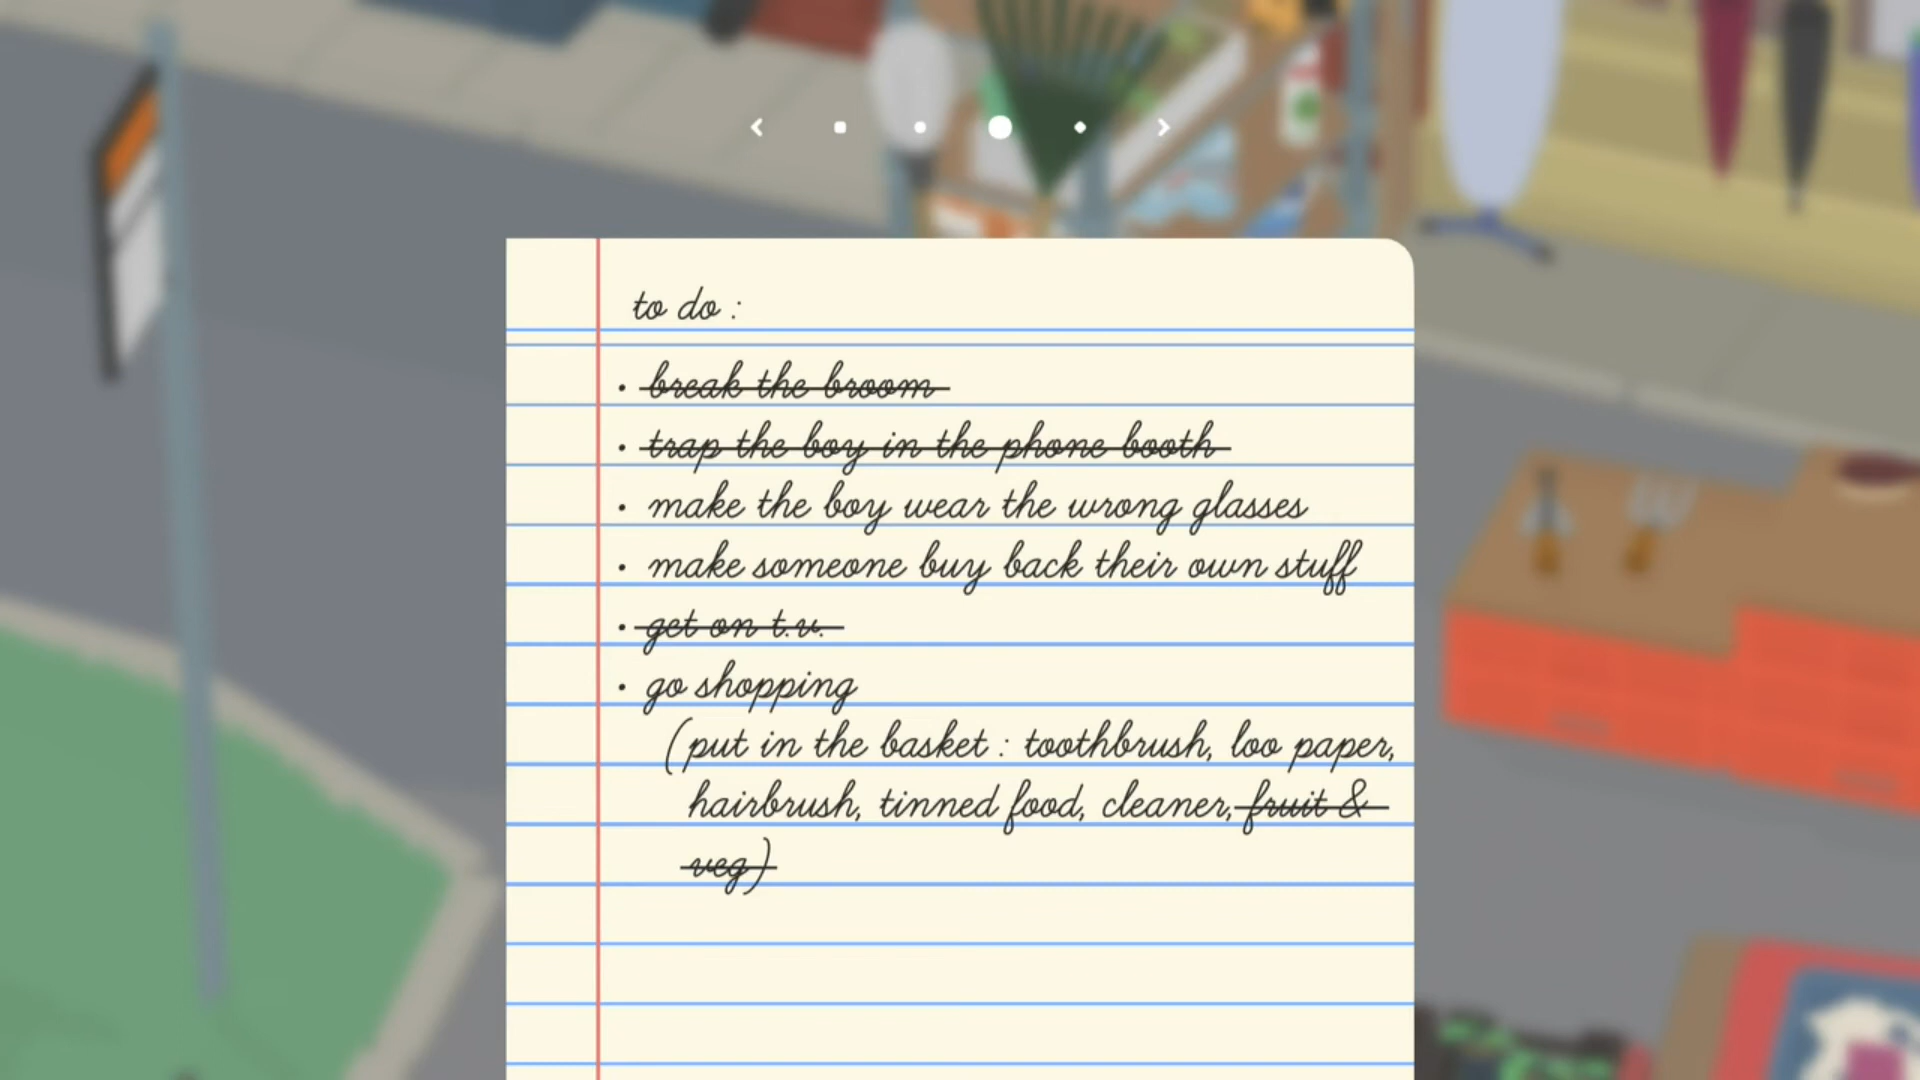 to do :
• break the broom
• trap the boy in the phone booth
• make the boy wear the wrong glasses
• make someone buy back their own stuff
• get on t.v.
• go shopping
(put in the basket : toothbrush, loo paper,
hairbrush, tinned food, cleaner, fruit &
veg)